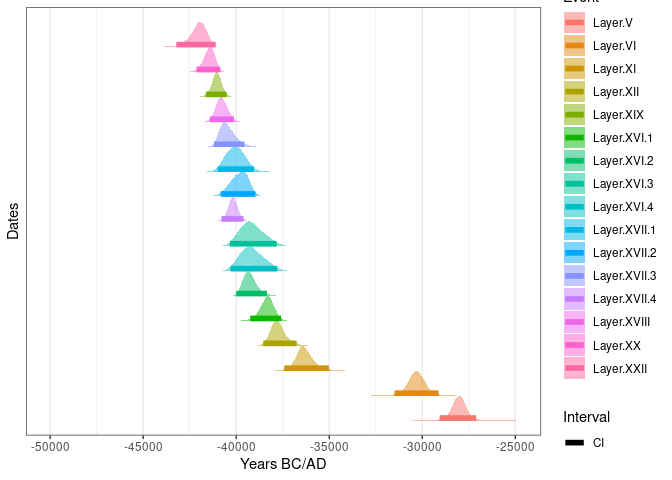 Event
Layer.V
Layer.VI
Layer.XI
Layer.XII
Layer.XIX
Layer.XVI.1
Layer.XVI.2
Layer.XVI.3
Layer.XVI.4
Layer.XVII.1
Layer.XVII.2
Layer.XVII.3
Layer.XVII.4
Layer.XVIII
Layer.XX
Layer.XXII
Interval
CI
Dates
-50000 -45000 -40000 -35000 -30000 -25000
Years BC/AD